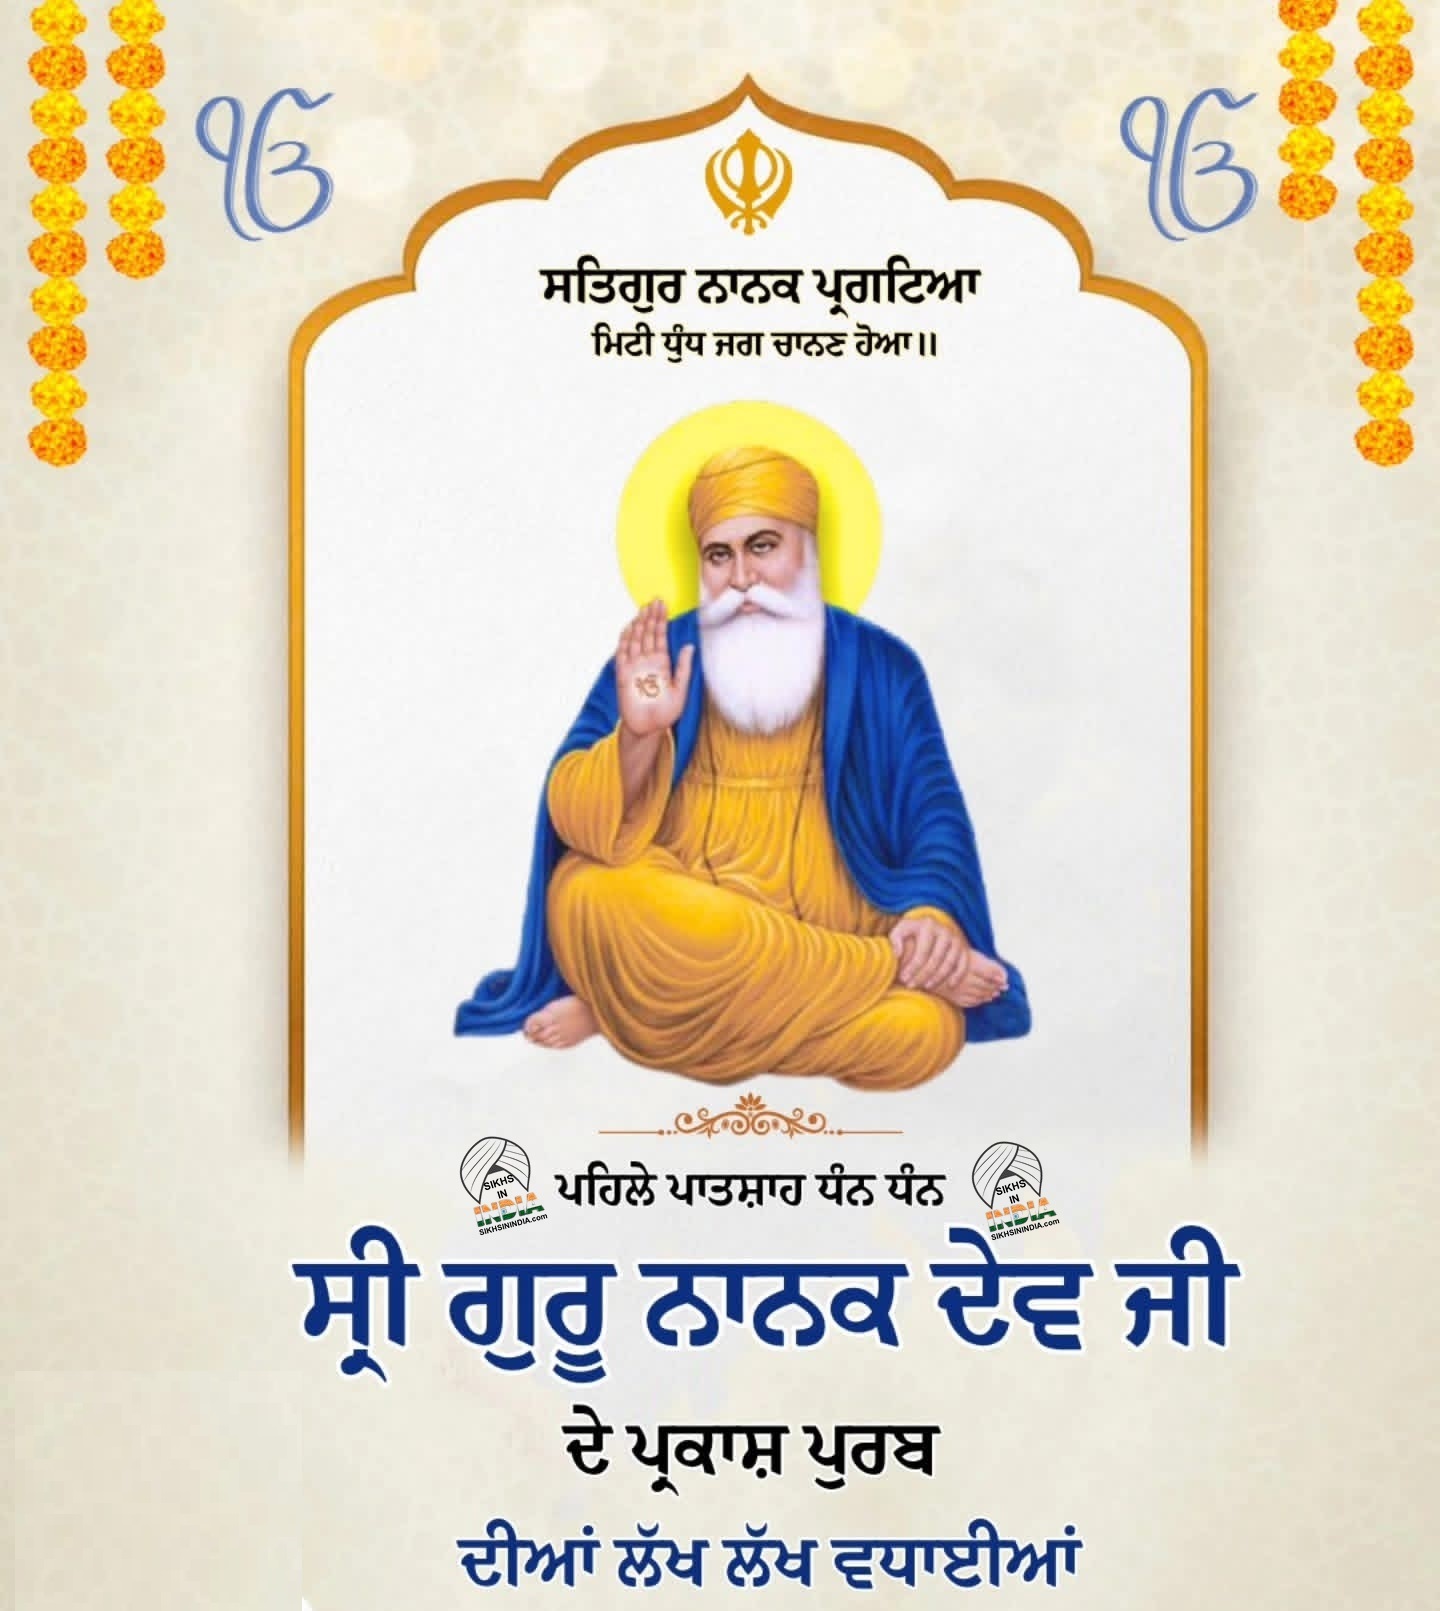 ੴ ੴ
ਸਤਿਗੁਰ ਨਾਨਕ ਪ੍ਰਗਟਿਆ
ਮਿਟੀ ਧੁੰਧ ਜਗ ਚਾਨਣ ਹੋਆ।।
ੴ
ਪਹਿਲੇ ਪਾਤਸ਼ਾਹ ਧੰਨ ਧੰਨ
SIKHS
IN
INDIA
SIKHSININDIA.com
SIKHS
IN
INDIA
SIKHSININDIA.com
ਸ੍ਰੀ ਗੁਰੂ ਨਾਨਕ ਦੇਵ ਜੀ
ਦੇ ਪ੍ਰਕਾਸ਼ ਪੁਰਬ
ਦੀਆਂ ਲੱਖ ਲੱਖ ਵਧਾਈਆਂ